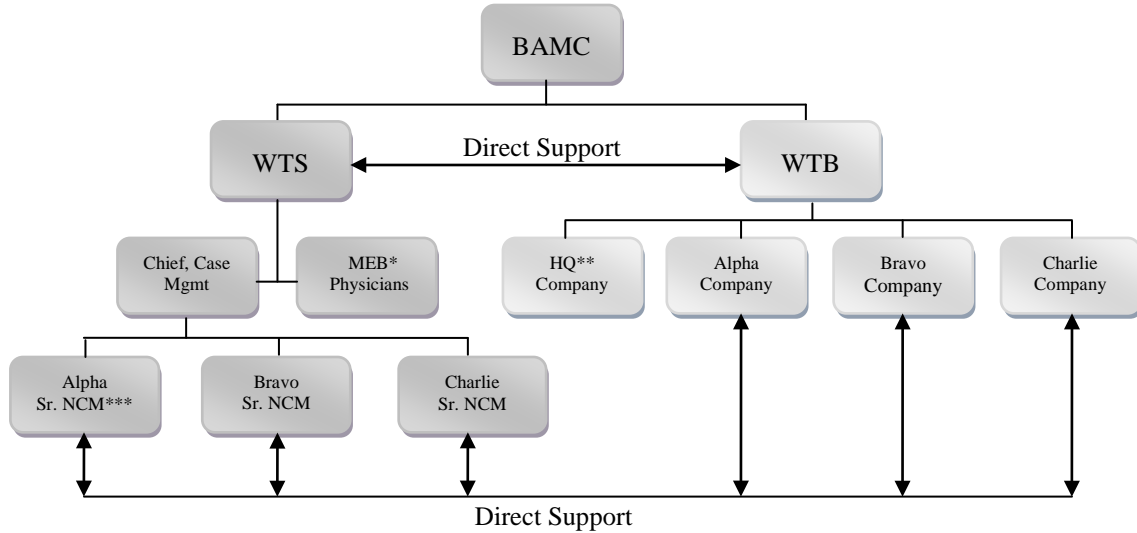 BAMC
WTS
Direct Support
WTB
Chief, Case
Mgmt
MEB*
Physicians
HQ**
Company
Alpha
Company
Bravo
Company
Charlie
Company
Alpha
Sr. NCM***
Bravo
Sr. NCM
Charlie
Sr. NCM
Direct Support